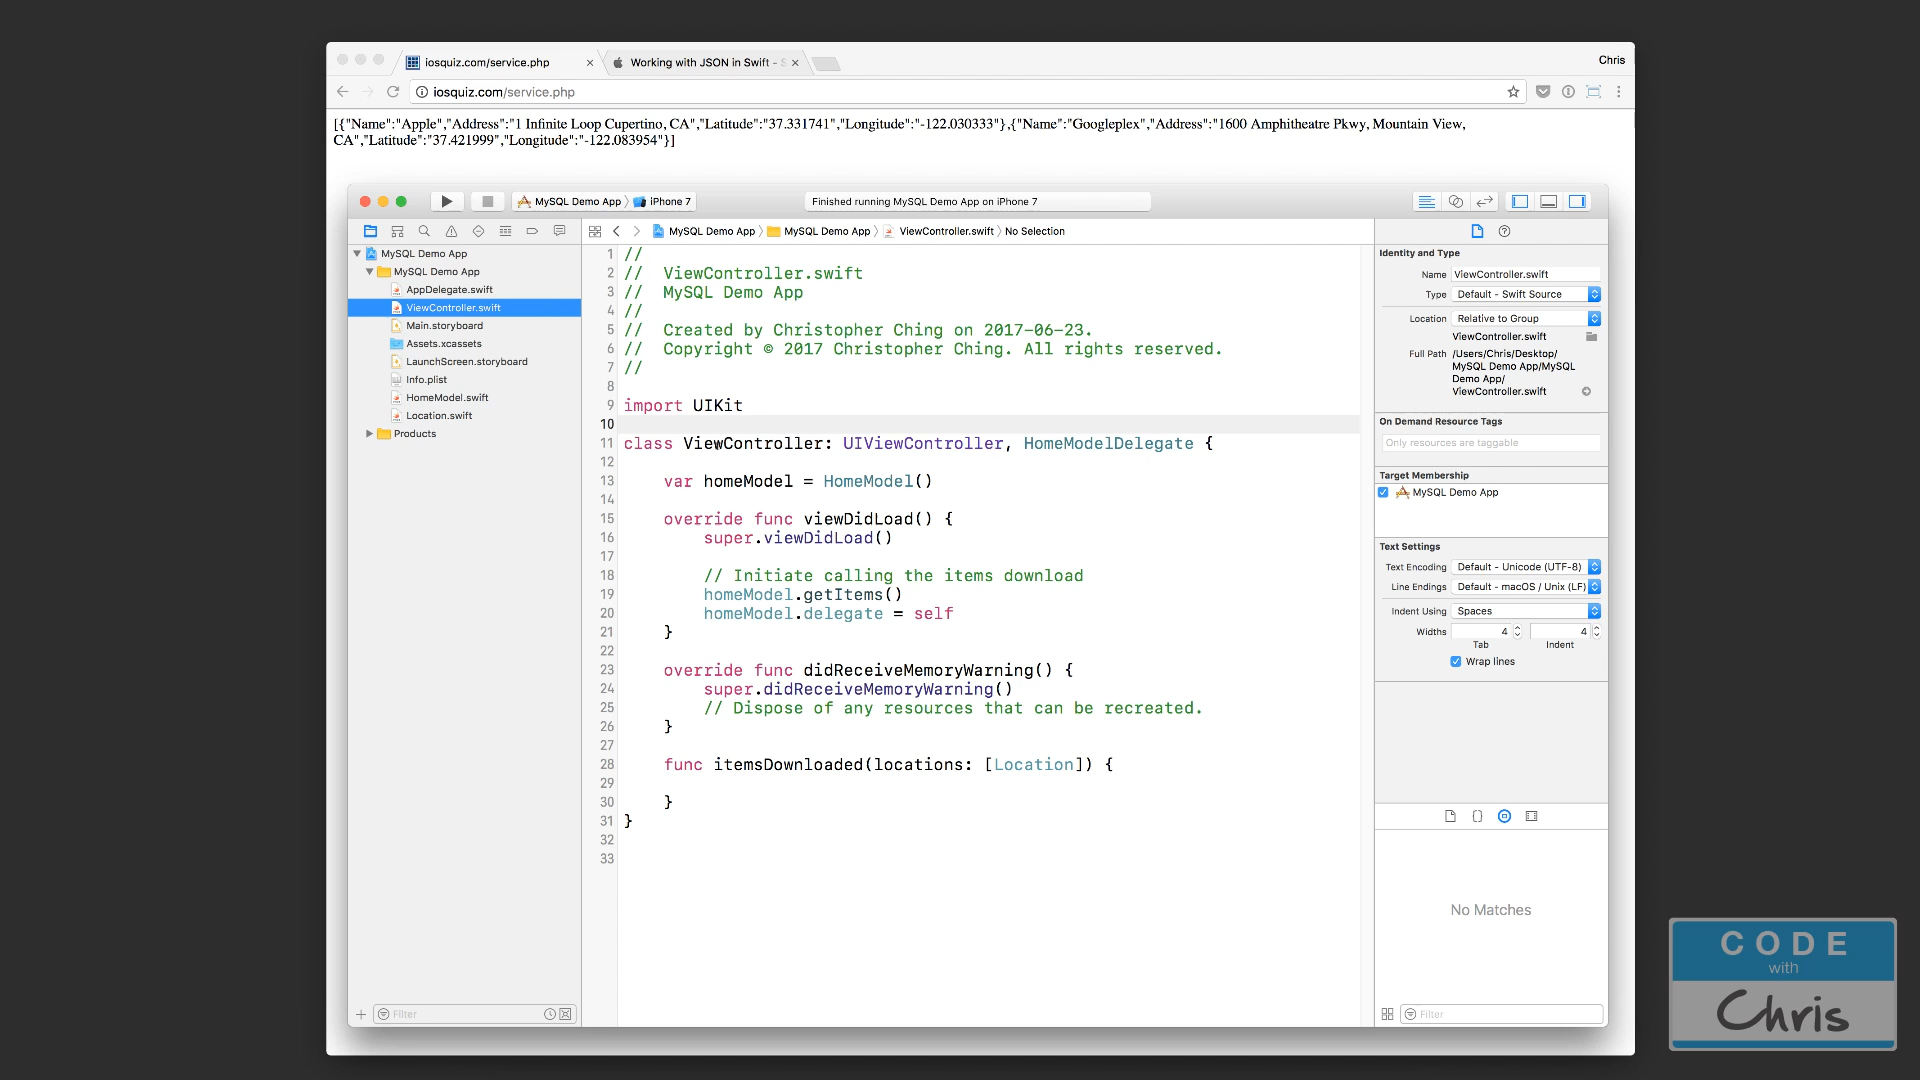 iosquiz.com/service.php
Working with JSON in Swift - S
Chris
iosquiz.com/service.php
[{"Name":"Apple","Address":"1 Infinite Loop Cupertino, CA","Latitude":"37.331741","Longitude":"-122.030333"},{"Name":"Googleplex","Address":"1600 Amphitheatre Pkwy, Mountain View,
CA","Latitude":"37.421999","Longitude":"-122.083954"}]
MySQL Demo App
iPhone 7
Finished running MySQL Demo App on iPhone 7
MySQL Demo App
MySQL Demo App
ViewController.swift
No Selection
MySQL Demo App
MySQL Demo App
AppDelegate.swift
ViewController.swift
Main.storyboard
Assets.xcassets
LaunchScreen.storyboard
Info.plist
HomeModel.swift
Location.swift
Products
Filter
1 //
2 //  ViewController.swift
3 //  MySQL Demo App
4 //
5 //  Created by Christopher Ching on 2017-06-23.
6 //  Copyright © 2017 Christopher Ching. All rights reserved.
7 //
8
9 import UIKit
10
11 class ViewController: UIViewController, HomeModelDelegate {
12
13     var homeModel = HomeModel()
14
15     override func viewDidLoad() {
16         super.viewDidLoad()
17
18         // Initiate calling the items download
19         homeModel.getItems()
20         homeModel.delegate = self
21     }
22
23     override func didReceiveMemoryWarning() {
24         super.didReceiveMemoryWarning()
25         // Dispose of any resources that can be recreated.
26     }
27
28     func itemsDownloaded(locations: [Location]) {
29
30     }
31 }
32
33
Identity and Type
Name ViewController.swift
Type Default - Swift Source
Location Relative to Group
ViewController.swift
Full Path /Users/Chris/Desktop/
MySQL Demo App/MySQL
Demo App/
ViewController.swift
On Demand Resource Tags
Only resources are taggable
Target Membership
MySQL Demo App
Text Settings
Text Encoding Default - Unicode (UTF-8)
Line Endings Default - macOS / Unix (LF)
Indent Using Spaces
Widths 4 4
Tab Indent
Wrap lines
No Matches
Filter
CODE
with
Chris